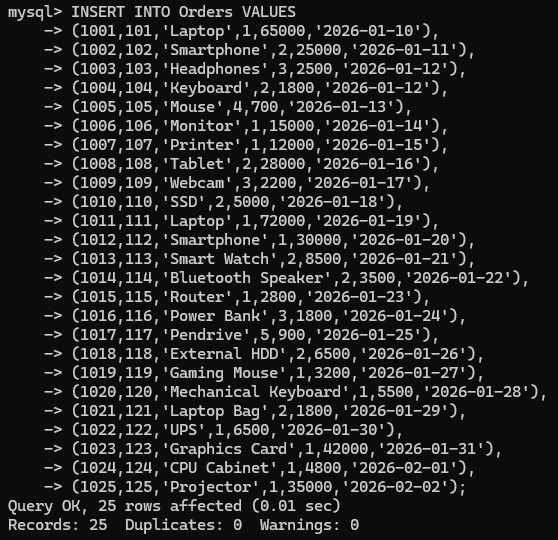 mysql> INSERT INTO Orders VALUES
    -> (1001,101,'Laptop',1,65000,'2026-01-10'),
    -> (1002,102,'Smartphone',2,25000,'2026-01-11'),
    -> (1003,103,'Headphones',3,2500,'2026-01-12'),
    -> (1004,104,'Keyboard',2,1800,'2026-01-12'),
    -> (1005,105,'Mouse',4,700,'2026-01-13'),
    -> (1006,106,'Monitor',1,15000,'2026-01-14'),
    -> (1007,107,'Printer',1,12000,'2026-01-15'),
    -> (1008,108,'Tablet',2,28000,'2026-01-16'),
    -> (1009,109,'Webcam',3,2200,'2026-01-17'),
    -> (1010,110,'SSD',2,5000,'2026-01-18'),
    -> (1011,111,'Laptop',1,72000,'2026-01-19'),
    -> (1012,112,'Smartphone',1,30000,'2026-01-20'),
    -> (1013,113,'Smart Watch',2,8500,'2026-01-21'),
    -> (1014,114,'Bluetooth Speaker',2,3500,'2026-01-22'),
    -> (1015,115,'Router',1,2800,'2026-01-23'),
    -> (1016,116,'Power Bank',3,1800,'2026-01-24'),
    -> (1017,117,'Pendrive',5,900,'2026-01-25'),
    -> (1018,118,'External HDD',2,6500,'2026-01-26'),
    -> (1019,119,'Gaming Mouse',1,3200,'2026-01-27'),
    -> (1020,120,'Mechanical Keyboard',1,5500,'2026-01-28'),
    -> (1021,121,'Laptop Bag',2,1800,'2026-01-29'),
    -> (1022,122,'UPS',1,6500,'2026-01-30'),
    -> (1023,123,'Graphics Card',1,42000,'2026-01-31'),
    -> (1024,124,'CPU Cabinet',1,4800,'2026-02-01'),
    -> (1025,125,'Projector',1,35000,'2026-02-02');
Query OK, 25 rows affected (0.01 sec)
Records: 25  Duplicates: 0  Warnings: 0